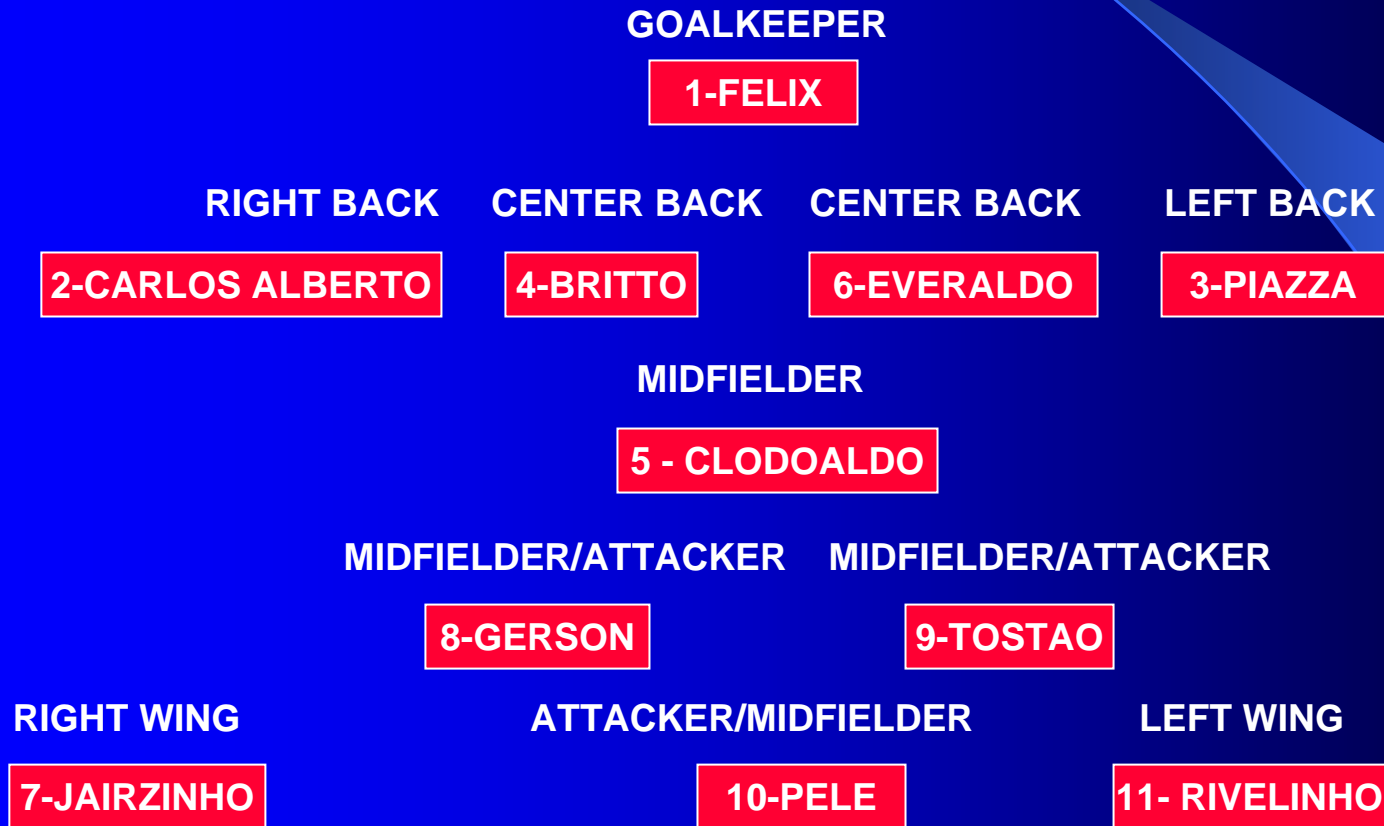 GOALKEEPER
1-FELIX
RIGHT BACK CENTER BACK CENTER BACK LEFT BACK
2-CARLOS ALBERTO 4-BRITTO 6-EVERALDO 3-PIAZZA
MIDFIELDER
5 - CLODOALDO
MIDFIELDER/ATTACKER MIDFIELDER/ATTACKER
8-GERSON 9-TOSTAO
RIGHT WING ATTACKER/MIDFIELDER LEFT WING
7-JAIRZINHO 10-PELE 11- RIVELINHO